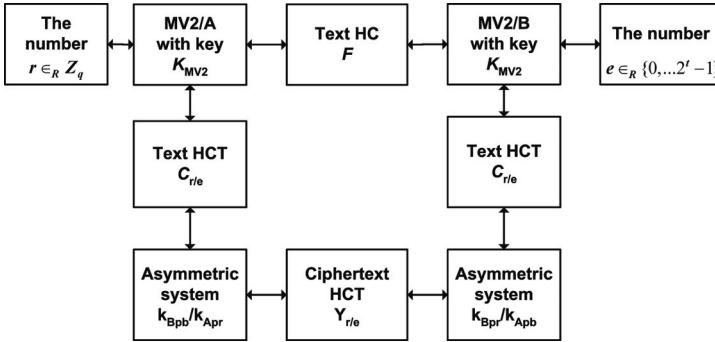 The number
r ∈R Zq
MV2/A
with key
KMV2
Text HC
F
MV2/B
with key
KMV2
The number
e ∈R {0,...2^t −1}
Text HCT
Cr/e
Text HCT
Cr/e
Asymmetric
system
kBpb/kApr
Ciphertext
HCT
Yr/e
Asymmetric
system
kBpr/kApb